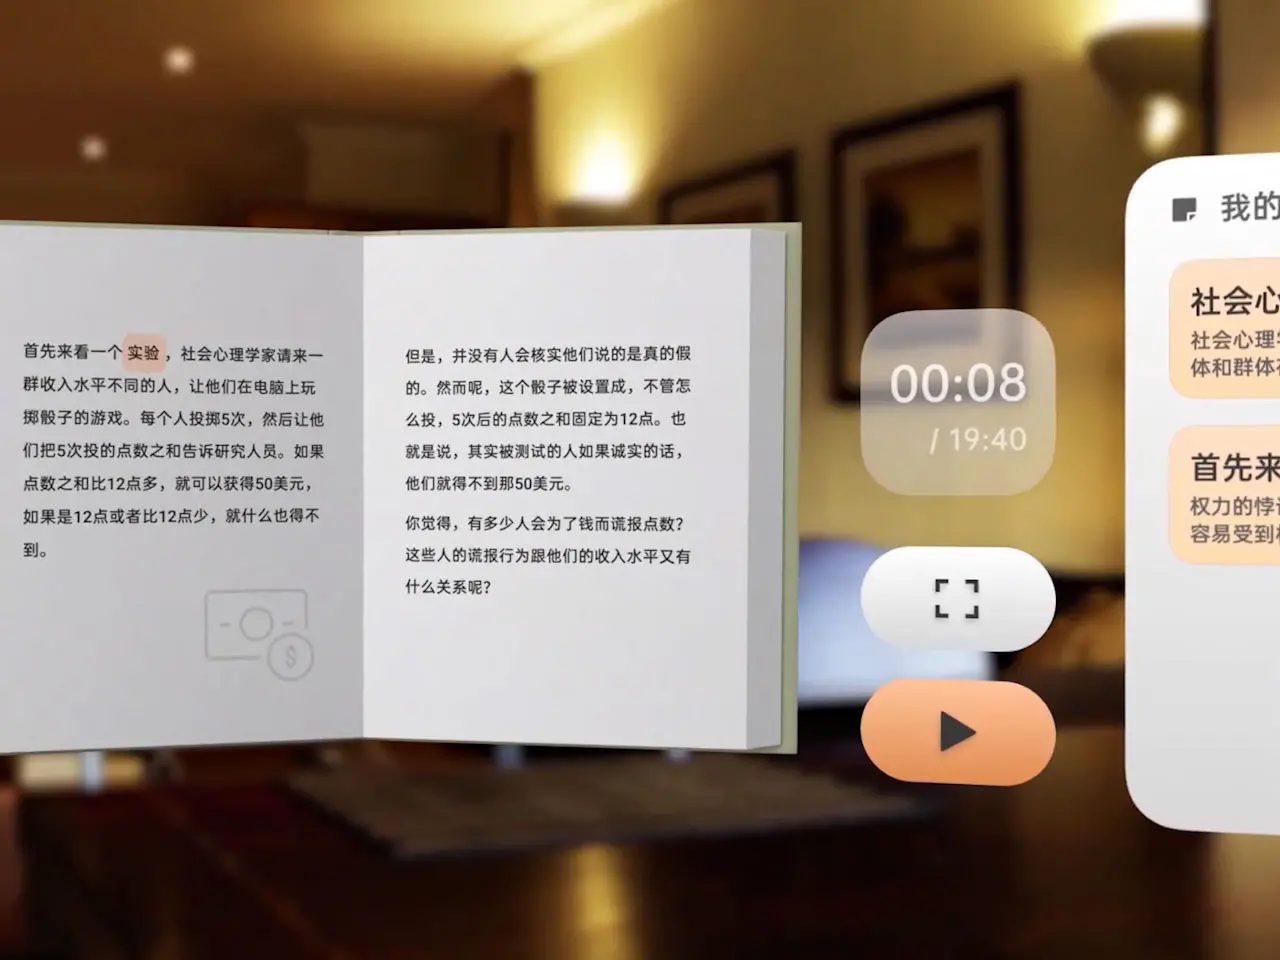 首先来看一个实验，社会心理学家请来一
群收入水平不同的人，让他们在电脑上玩
掷骰子的游戏。每个人投掷5次，然后让他
们把5次投的点数之和告诉研究人员。如果
点数之和比12点多，就可以获得50美元，
如果是12点或者比12点少，就什么也得不
到。
但是，并没有人会核实他们说的是真的假
的。然而呢，这个骰子被设置成，不管怎
么投，5次后的点数之和固定为12点。也
就是说，其实被测试的人如果诚实的话，
他们就得不到那50美元。
你觉得，有多少人会为了钱而谎报点数？
这些人的谎报行为跟他们的收入水平又有
什么关系呢？
$
00:08
/ 19:40
我的
社会心
社会心理
体和群体
首先来
权力的悖
容易受到